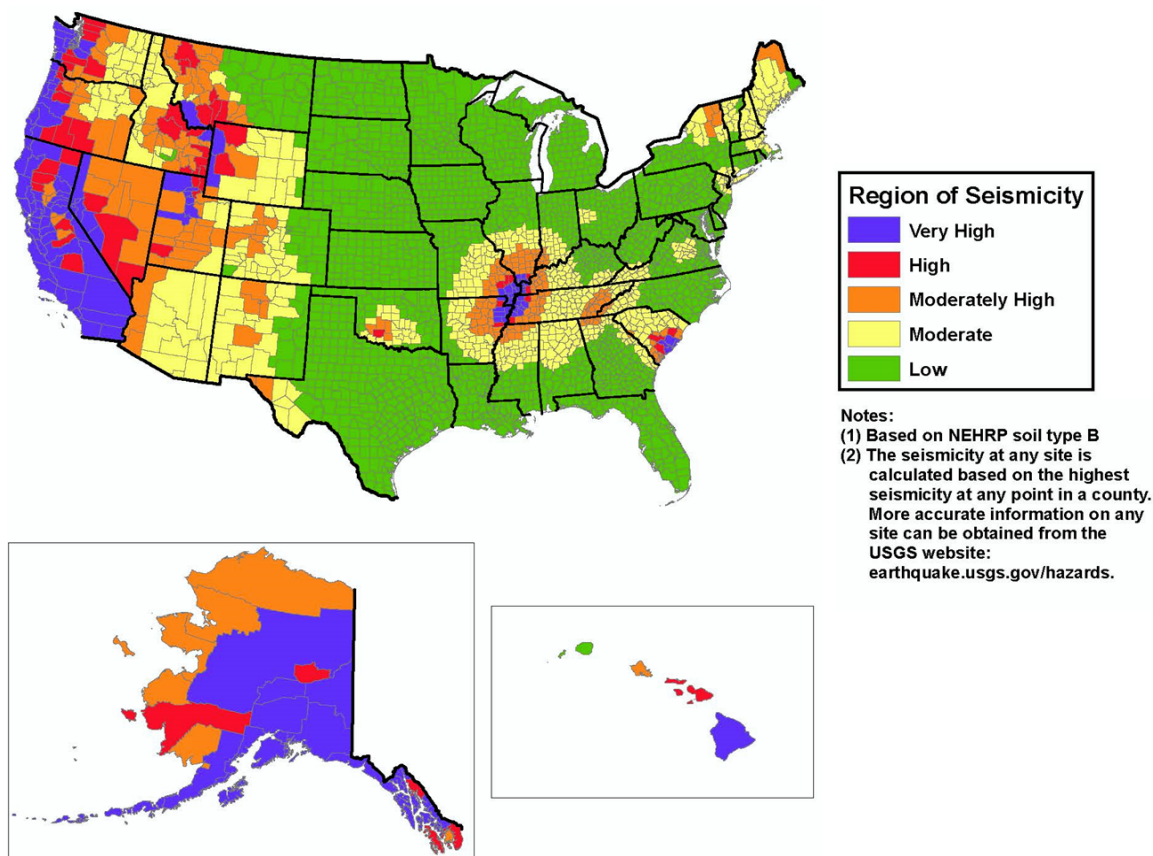 Region of Seismicity
Very High
High
Moderately High
Moderate
Low
Notes:
(1) Based on NEHRP soil type B
(2) The seismicity at any site is
calculated based on the highest
seismicity at any point in a county.
More accurate information on any
site can be obtained from the
USGS website:
earthquake.usgs.gov/hazards.